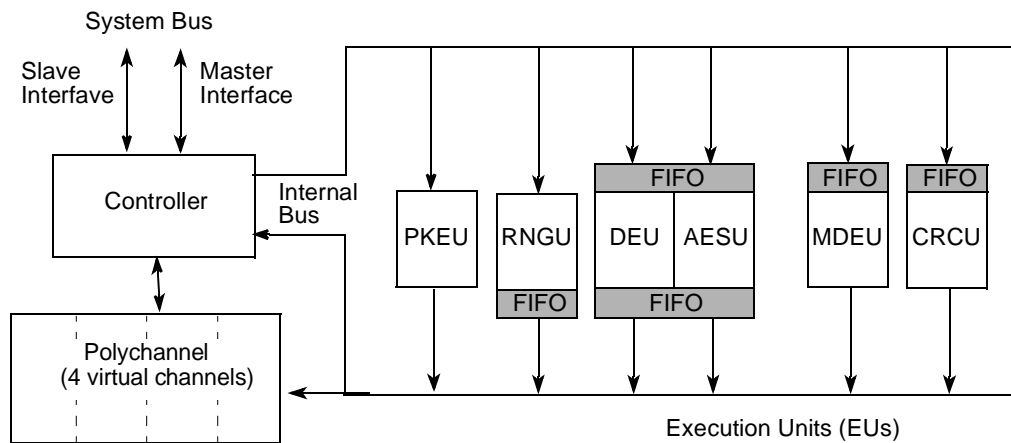 System Bus
Slave
Interfave
Master
Interface
Controller
Internal
Bus
FIFO
FIFO
FIFO
PKEU
RNGU
DEU
AESU
MDEU
CRCU
FIFO
FIFO
Polychannel
(4 virtual channels)
Execution Units (EUs)